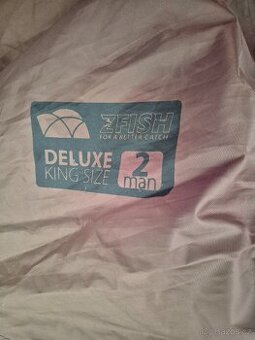 ZFISH
FOR A BETTER CATCH
DELUXE
KING SIZE
2
man